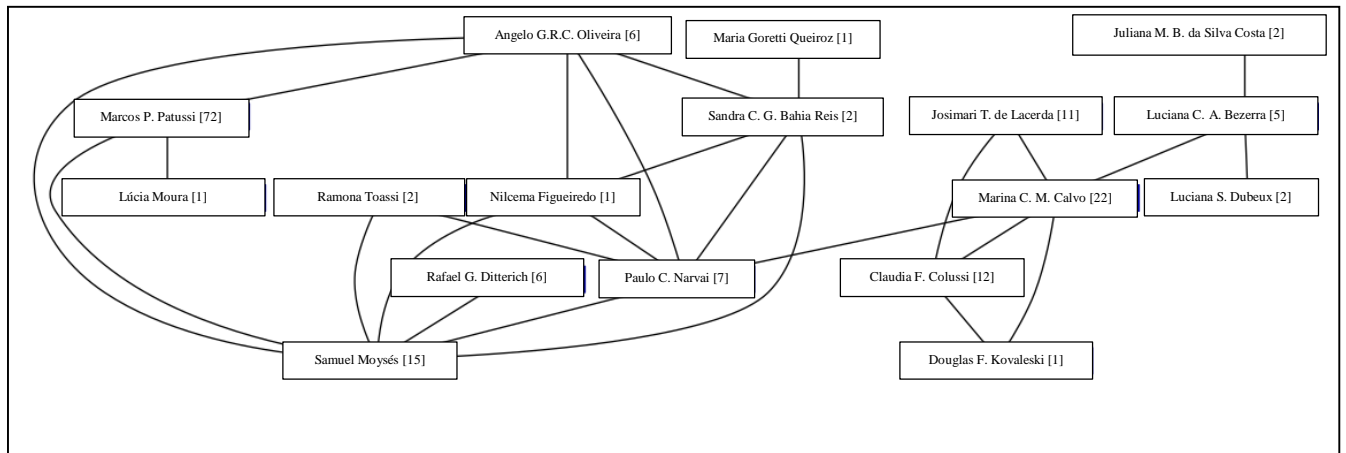 Angelo G.R.C. Oliveira [6]
Maria Goretti Queiroz [1]
Juliana M. B. da Silva Costa [2]
Marcos P. Patussi [72]
Sandra C. G. Bahia Reis [2]
Josimari T. de Lacerda [11]
Luciana C. A. Bezerra [5]
Lúcia Moura [1]
Ramona Toassi [2]
Nilcema Figueiredo [1]
Marina C. M. Calvo [22]
Luciana S. Dubeux [2]
Rafael G. Ditterich [6]
Paulo C. Narvai [7]
Claudia F. Colussi [12]
Samuel Moysés [15]
Douglas F. Kovaleski [1]